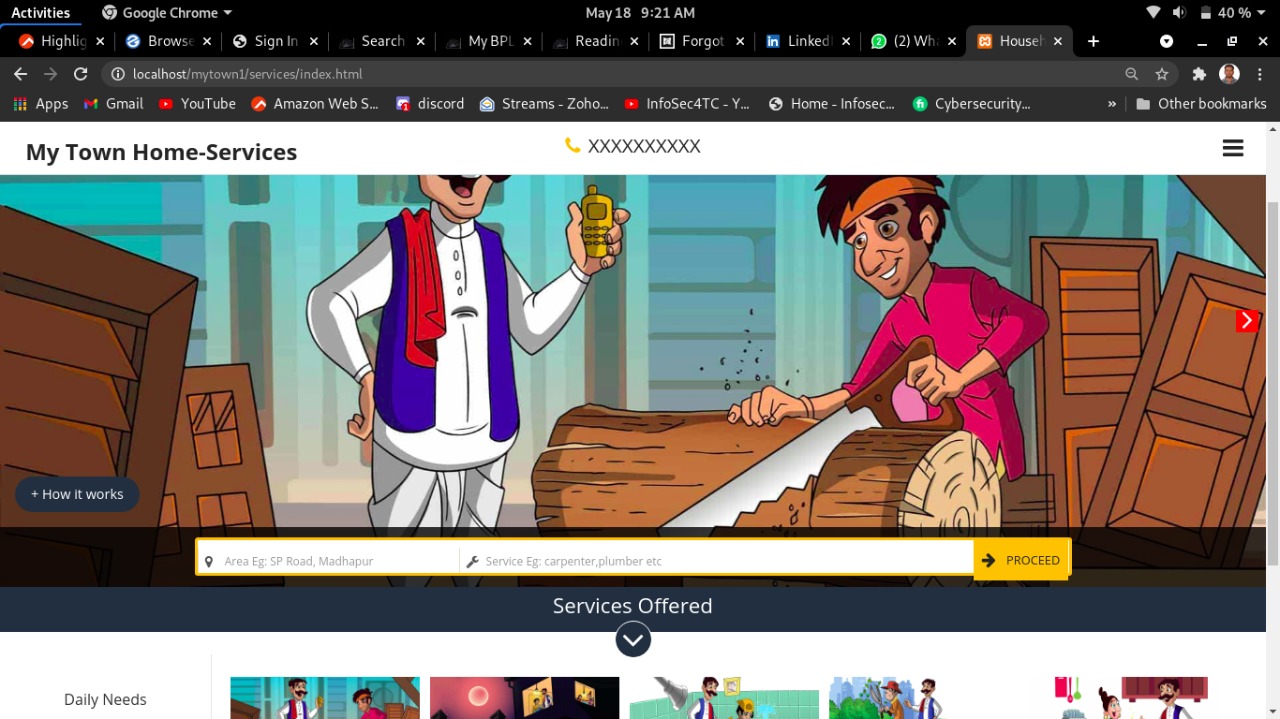 Activities Google Chrome May 18 9:21 AM 40 %
Highlig Browse Sign In Search My BPL Readin Forgot Linked (2) Wh Househ
localhost/mytown1/services/index.html
Apps Gmail YouTube Amazon Web S... discord Streams - Zoho... InfoSec4TC - Y... Home - Infosec... Cybersecurity... » Other bookmarks
My Town Home-Services XXXXXXXXXX
+ How it works
Area Eg: SP Road, Madhapur Service Eg: carpenter,plumber etc PROCEED
Services Offered
Daily Needs